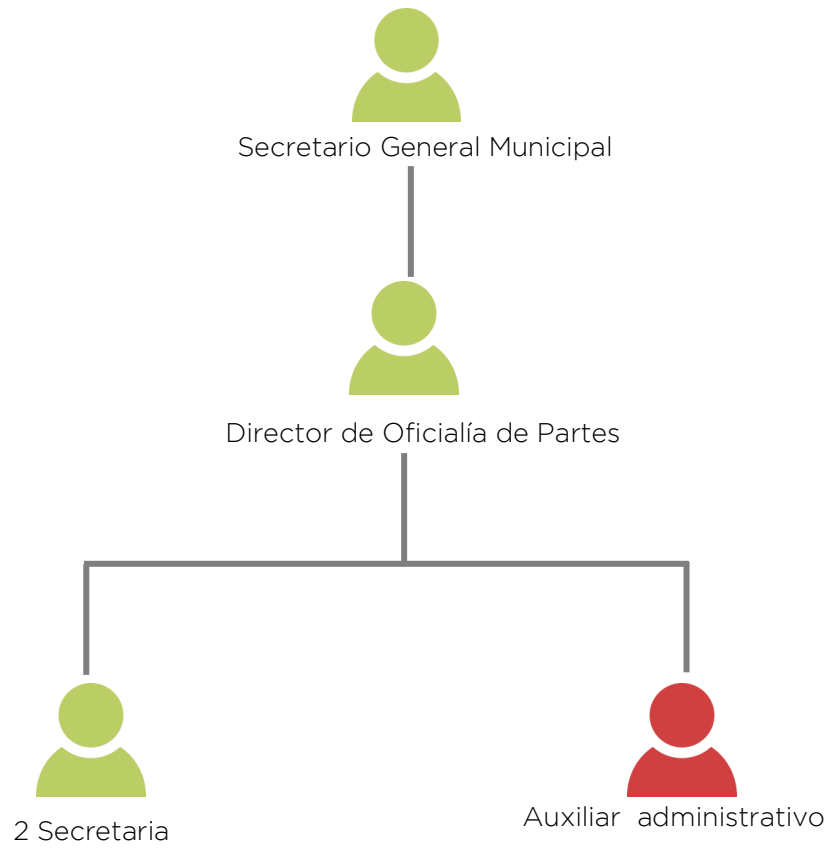 Secretario General Municipal
Director de Oficialía de Partes
2 Secretaria
Auxiliar administrativo